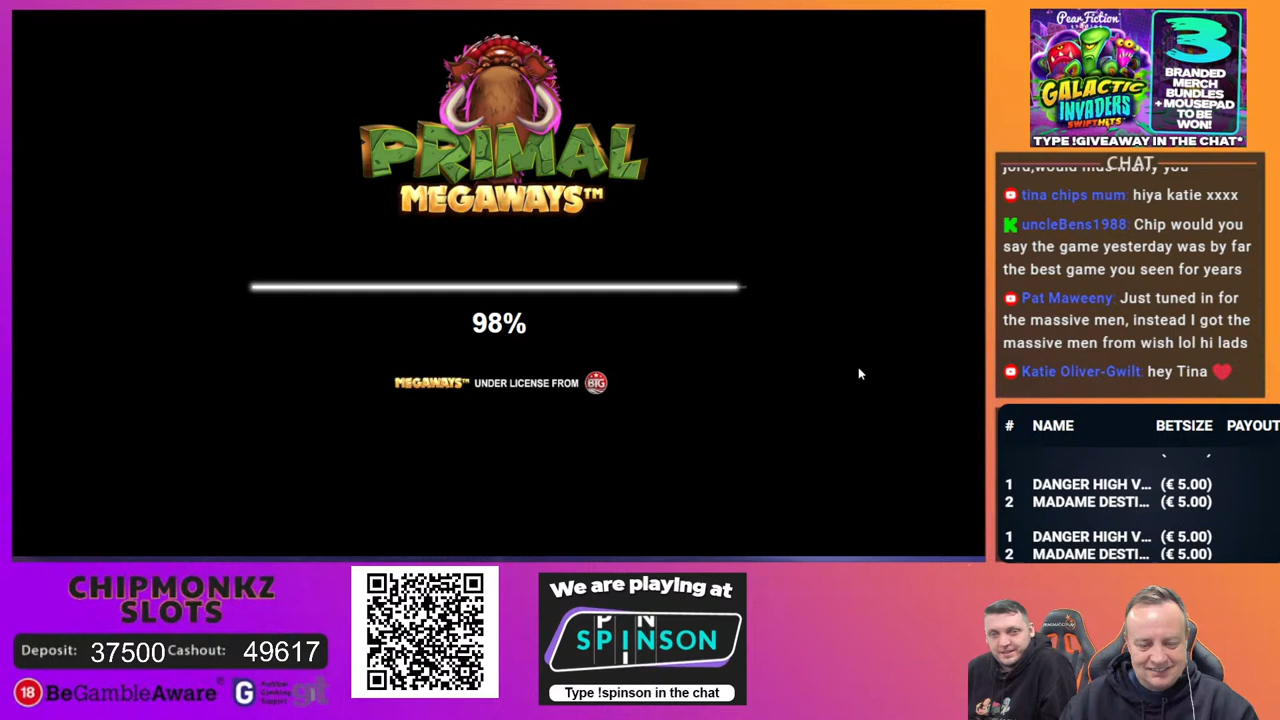 PRIMAL
MEGAWAYS™
98%
MEGAWAYS™ UNDER LICENSE FROM BTG
PearFiction
STUDIOS
GALACTIC
INVADERS
SWIFTHITS
3
BRANDED
MERCH
BUNDLES
+ MOUSEPAD
TO BE
WON!
TYPE !GIVEAWAY IN THE CHAT*
CHAT
tina chips mum: hiya katie xxxx
uncleBens1988: Chip would you
say the game yesterday was by far
the best game you seen for years
Pat Maweeny: Just tuned in for
the massive men, instead I got the
massive men from wish lol hi lads
Katie Oliver-Gwilt: hey Tina
# NAME BETSIZE PAYOUT
1 DANGER HIGH V... (€ 5.00)
2 MADAME DESTI... (€ 5.00)
1 DANGER HIGH V... (€ 5.00)
2 MADAME DESTI... (€ 5.00)
CHIPMONKZ
SLOTS
Deposit: 37500 Cashout: 49617
18 BeGambleAware
We are playing at
SPINSON
Type !spinson in the chat